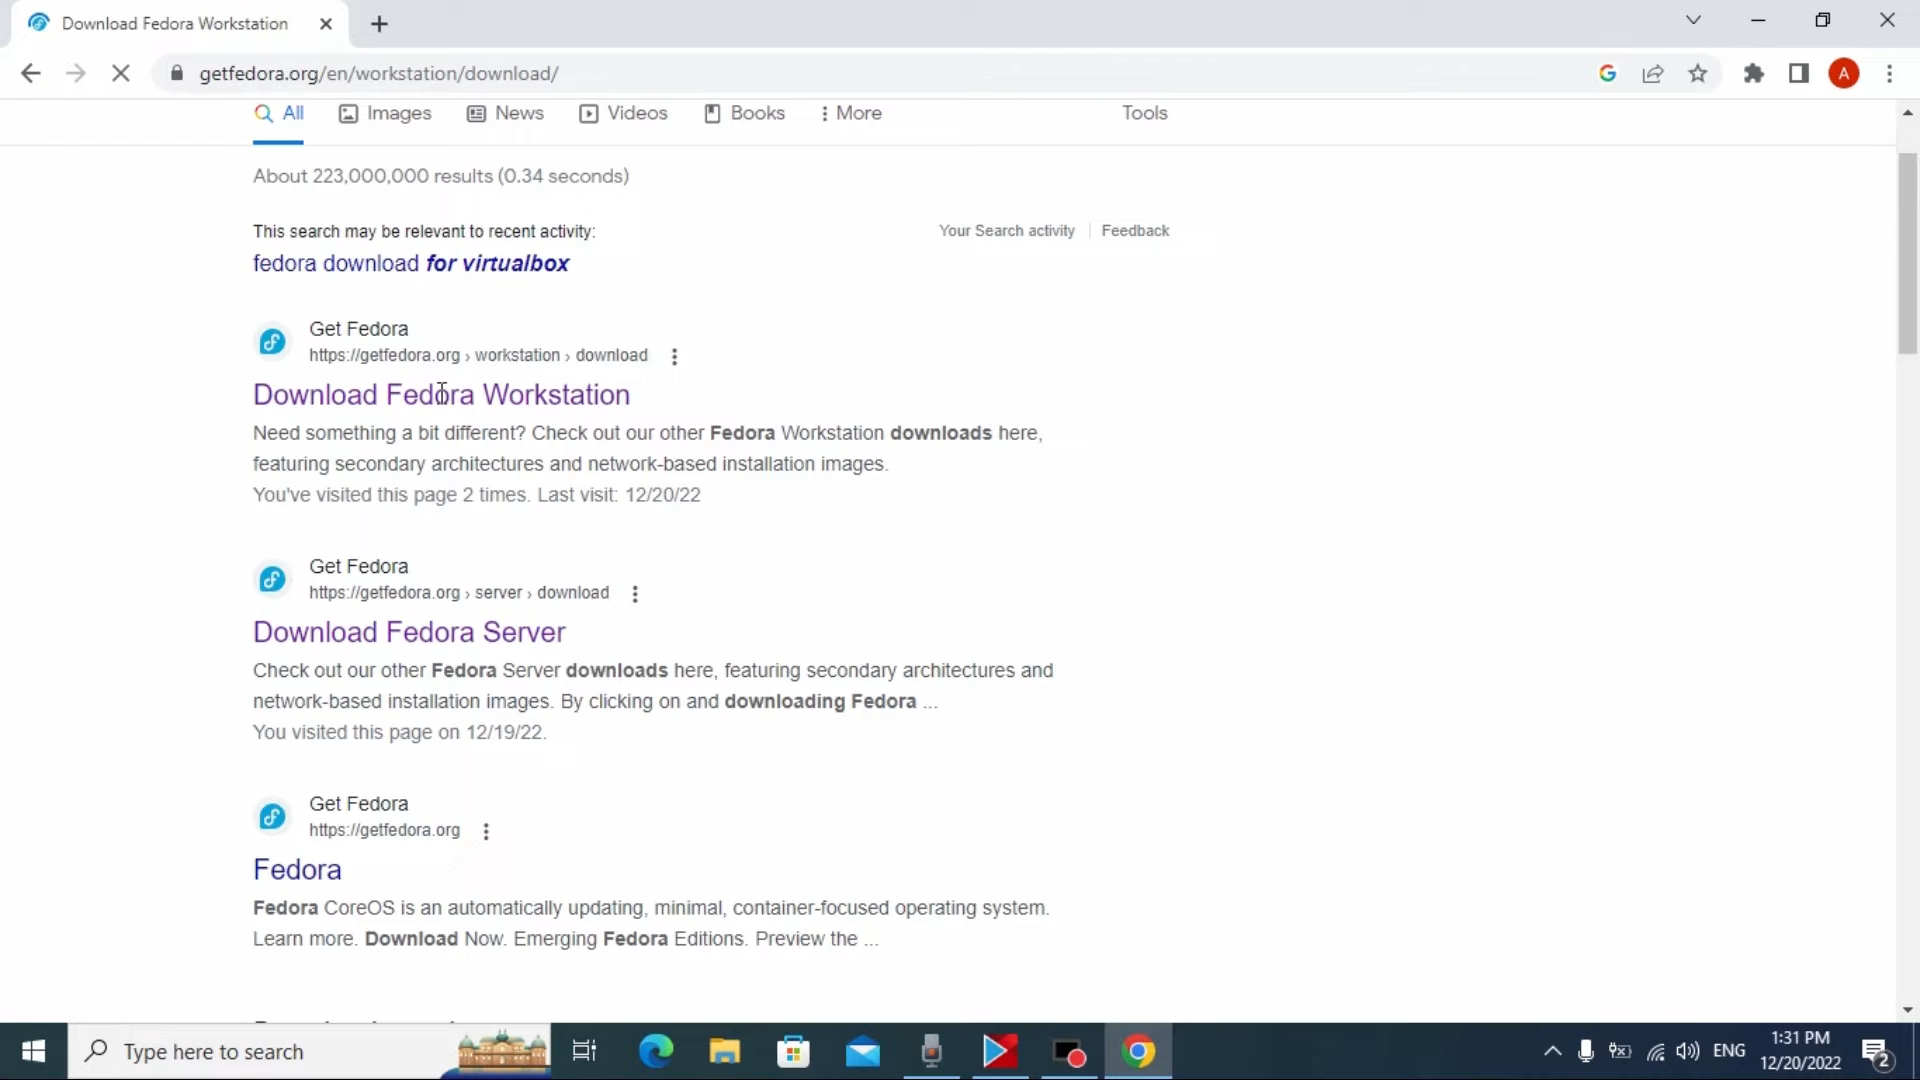 Download Fedora Workstation
getfedora.org/en/workstation/download/
A
All Images News Videos Books More Tools
About 223,000,000 results (0.34 seconds)
This search may be relevant to recent activity:
Your Search activity Feedback
fedora download for virtualbox
Get Fedora
https://getfedora.org › workstation › download
Download Fedora Workstation
Need something a bit different? Check out our other Fedora Workstation downloads here,
featuring secondary architectures and network-based installation images.
You've visited this page 2 times. Last visit: 12/20/22
Get Fedora
https://getfedora.org › server › download
Download Fedora Server
Check out our other Fedora Server downloads here, featuring secondary architectures and
network-based installation images. By clicking on and downloading Fedora ...
You visited this page on 12/19/22.
Get Fedora
https://getfedora.org
Fedora
Fedora CoreOS is an automatically updating, minimal, container-focused operating system.
Learn more. Download Now. Emerging Fedora Editions. Preview the ...
Type here to search
ENG
1:31 PM
12/20/2022
2